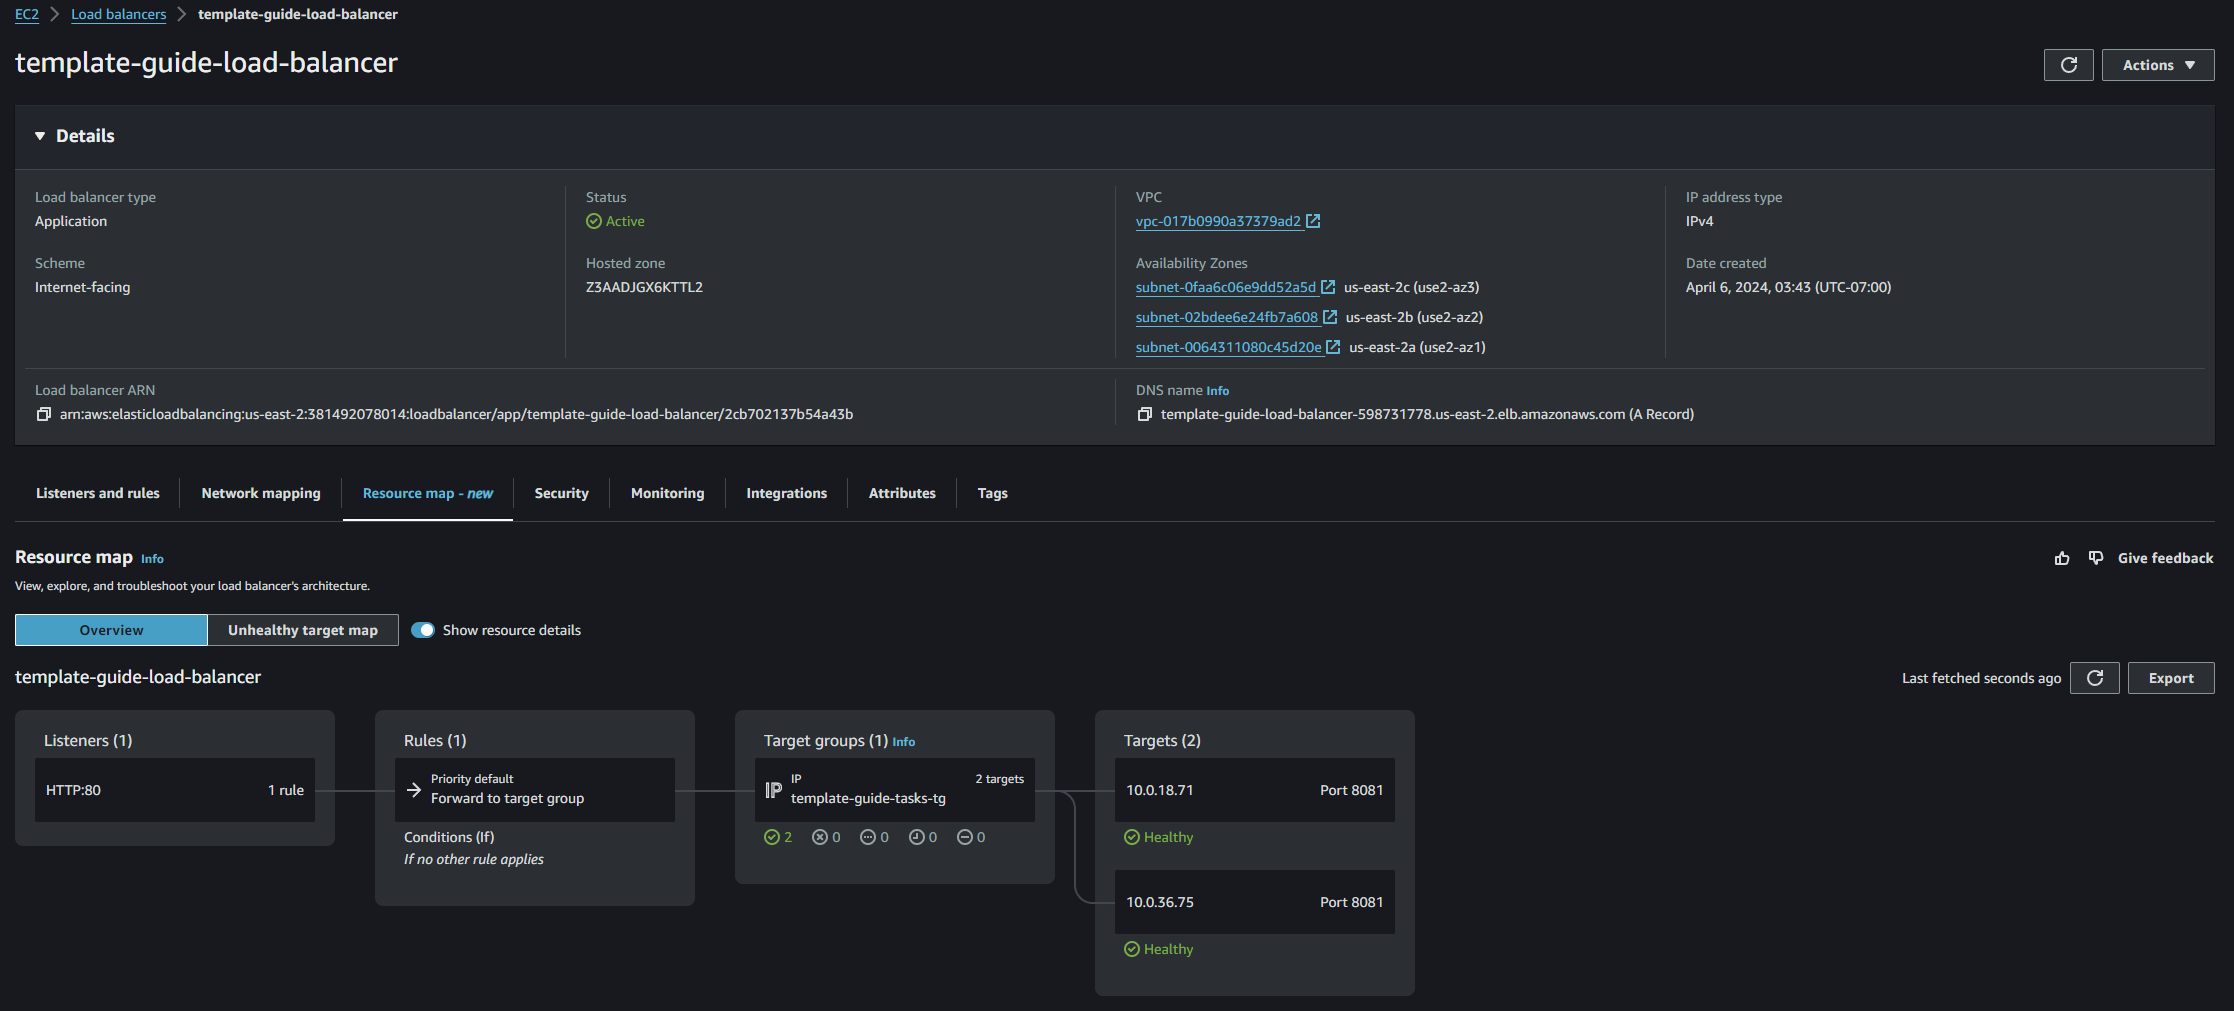 EC2 > Load balancers > template-guide-load-balancer
template-guide-load-balancer
Actions
Details
Load balancer type
Application
Status
Active
VPC
vpc-017b0990a37379ad2
IP address type
IPv4
Scheme
Internet-facing
Hosted zone
Z3AADJGX6KTTL2
Availability Zones
subnet-0faa6c06e9dd52a5d us-east-2c (use2-az3)
subnet-02bdee6e24fb7a608 us-east-2b (use2-az2)
subnet-0064311080c45d20e us-east-2a (use2-az1)
Date created
April 6, 2024, 03:43 (UTC-07:00)
Load balancer ARN
arn:aws:elasticloadbalancing:us-east-2:381492078014:loadbalancer/app/template-guide-load-balancer/2cb702137b54a43b
DNS name Info
template-guide-load-balancer-598731778.us-east-2.elb.amazonaws.com (A Record)
Listeners and rules
Network mapping
Resource map - new
Security
Monitoring
Integrations
Attributes
Tags
Resource map Info
Give feedback
View, explore, and troubleshoot your load balancer's architecture.
Overview
Unhealthy target map
Show resource details
template-guide-load-balancer
Last fetched seconds ago
Export
Listeners (1)
HTTP:80 1 rule
Rules (1)
Priority default
Forward to target group
Conditions (If)
If no other rule applies
Target groups (1) Info
IP
IP 2 targets
template-guide-tasks-tg
2 0 0 0 0
Targets (2)
10.0.18.71 Port 8081
Healthy
10.0.36.75 Port 8081
Healthy